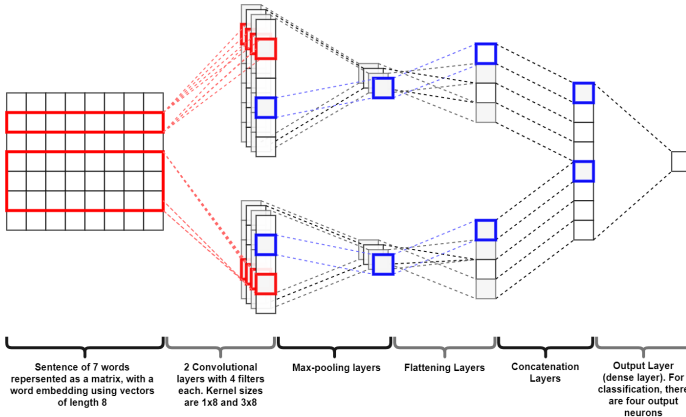 Sentence of 7 words
repersented as a matrix, with a
word embedding using vectors
of length 8
2 Convolutional
layers with 4 filters
each. Kernel sizes
are 1x8 and 3x8
Max-pooling layers
Flattening Layers
Concatenation
Layers
Output Layer
(dense layer). For
classification, there
are four output
neurons